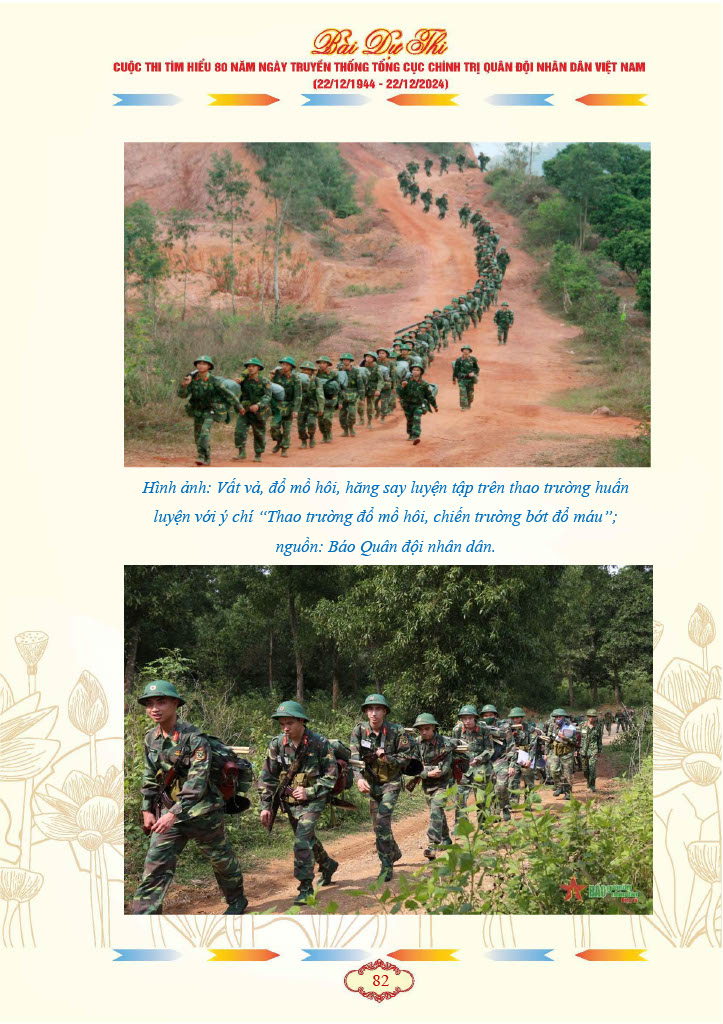 Bài Dự Thi
CUỘC THI TÌM HIỂU 80 NĂM NGÀY TRUYỀN THỐNG TỔNG CỤC CHÍNH TRỊ QUÂN ĐỘI NHÂN DÂN VIỆT NAM
(22/12/1944 - 22/12/2024)
Hình ảnh: Vất vả, đổ mồ hôi, hăng say luyện tập trên thao trường huấn
luyện với ý chí “Thao trường đổ mồ hôi, chiến trường bớt đổ máu”;
nguồn: Báo Quân đội nhân dân.
BÁO
82